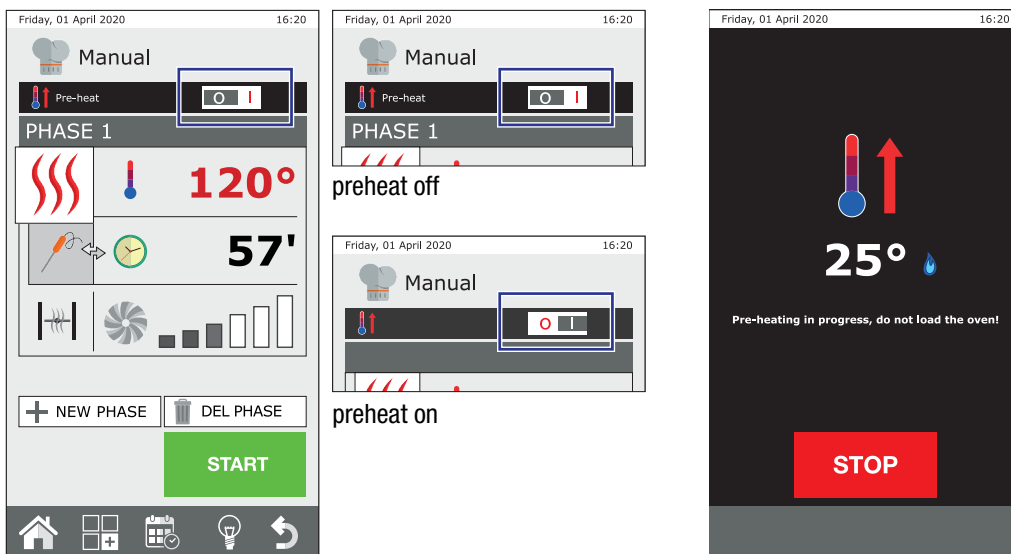 Friday, 01 April 2020 16:20
Manual
Pre-heat O I
PHASE 1
120°
57'
NEW PHASE DEL PHASE
START
Friday, 01 April 2020 16:20
Manual
Pre-heat O I
PHASE 1
preheat off
Friday, 01 April 2020 16:20
Manual
O I
preheat on
Friday, 01 April 2020 16:20
25°
Pre-heating in progress, do not load the oven!
STOP